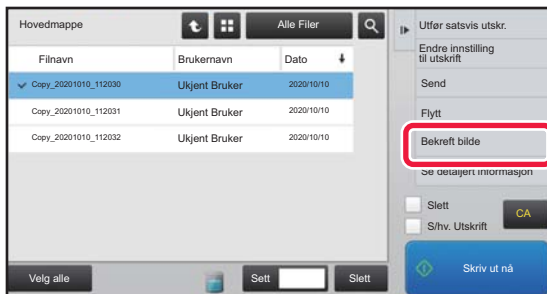 Hovedmappe
Alle Filer
Filnavn Brukernavn Dato
Copy_20201010_112030 Ukjent Bruker 2020/10/10
Copy_20201010_112031 Ukjent Bruker 2020/10/10
Copy_20201010_112032 Ukjent Bruker 2020/10/10
Velg alle
Sett
Slett
Utfør satsvis utskr.
Endre innstilling
til utskrift
Send
Flytt
Bekreft bilde
Se detaljert informasjon
Slett
S/hv. Utskrift
CA
Skriv ut nå